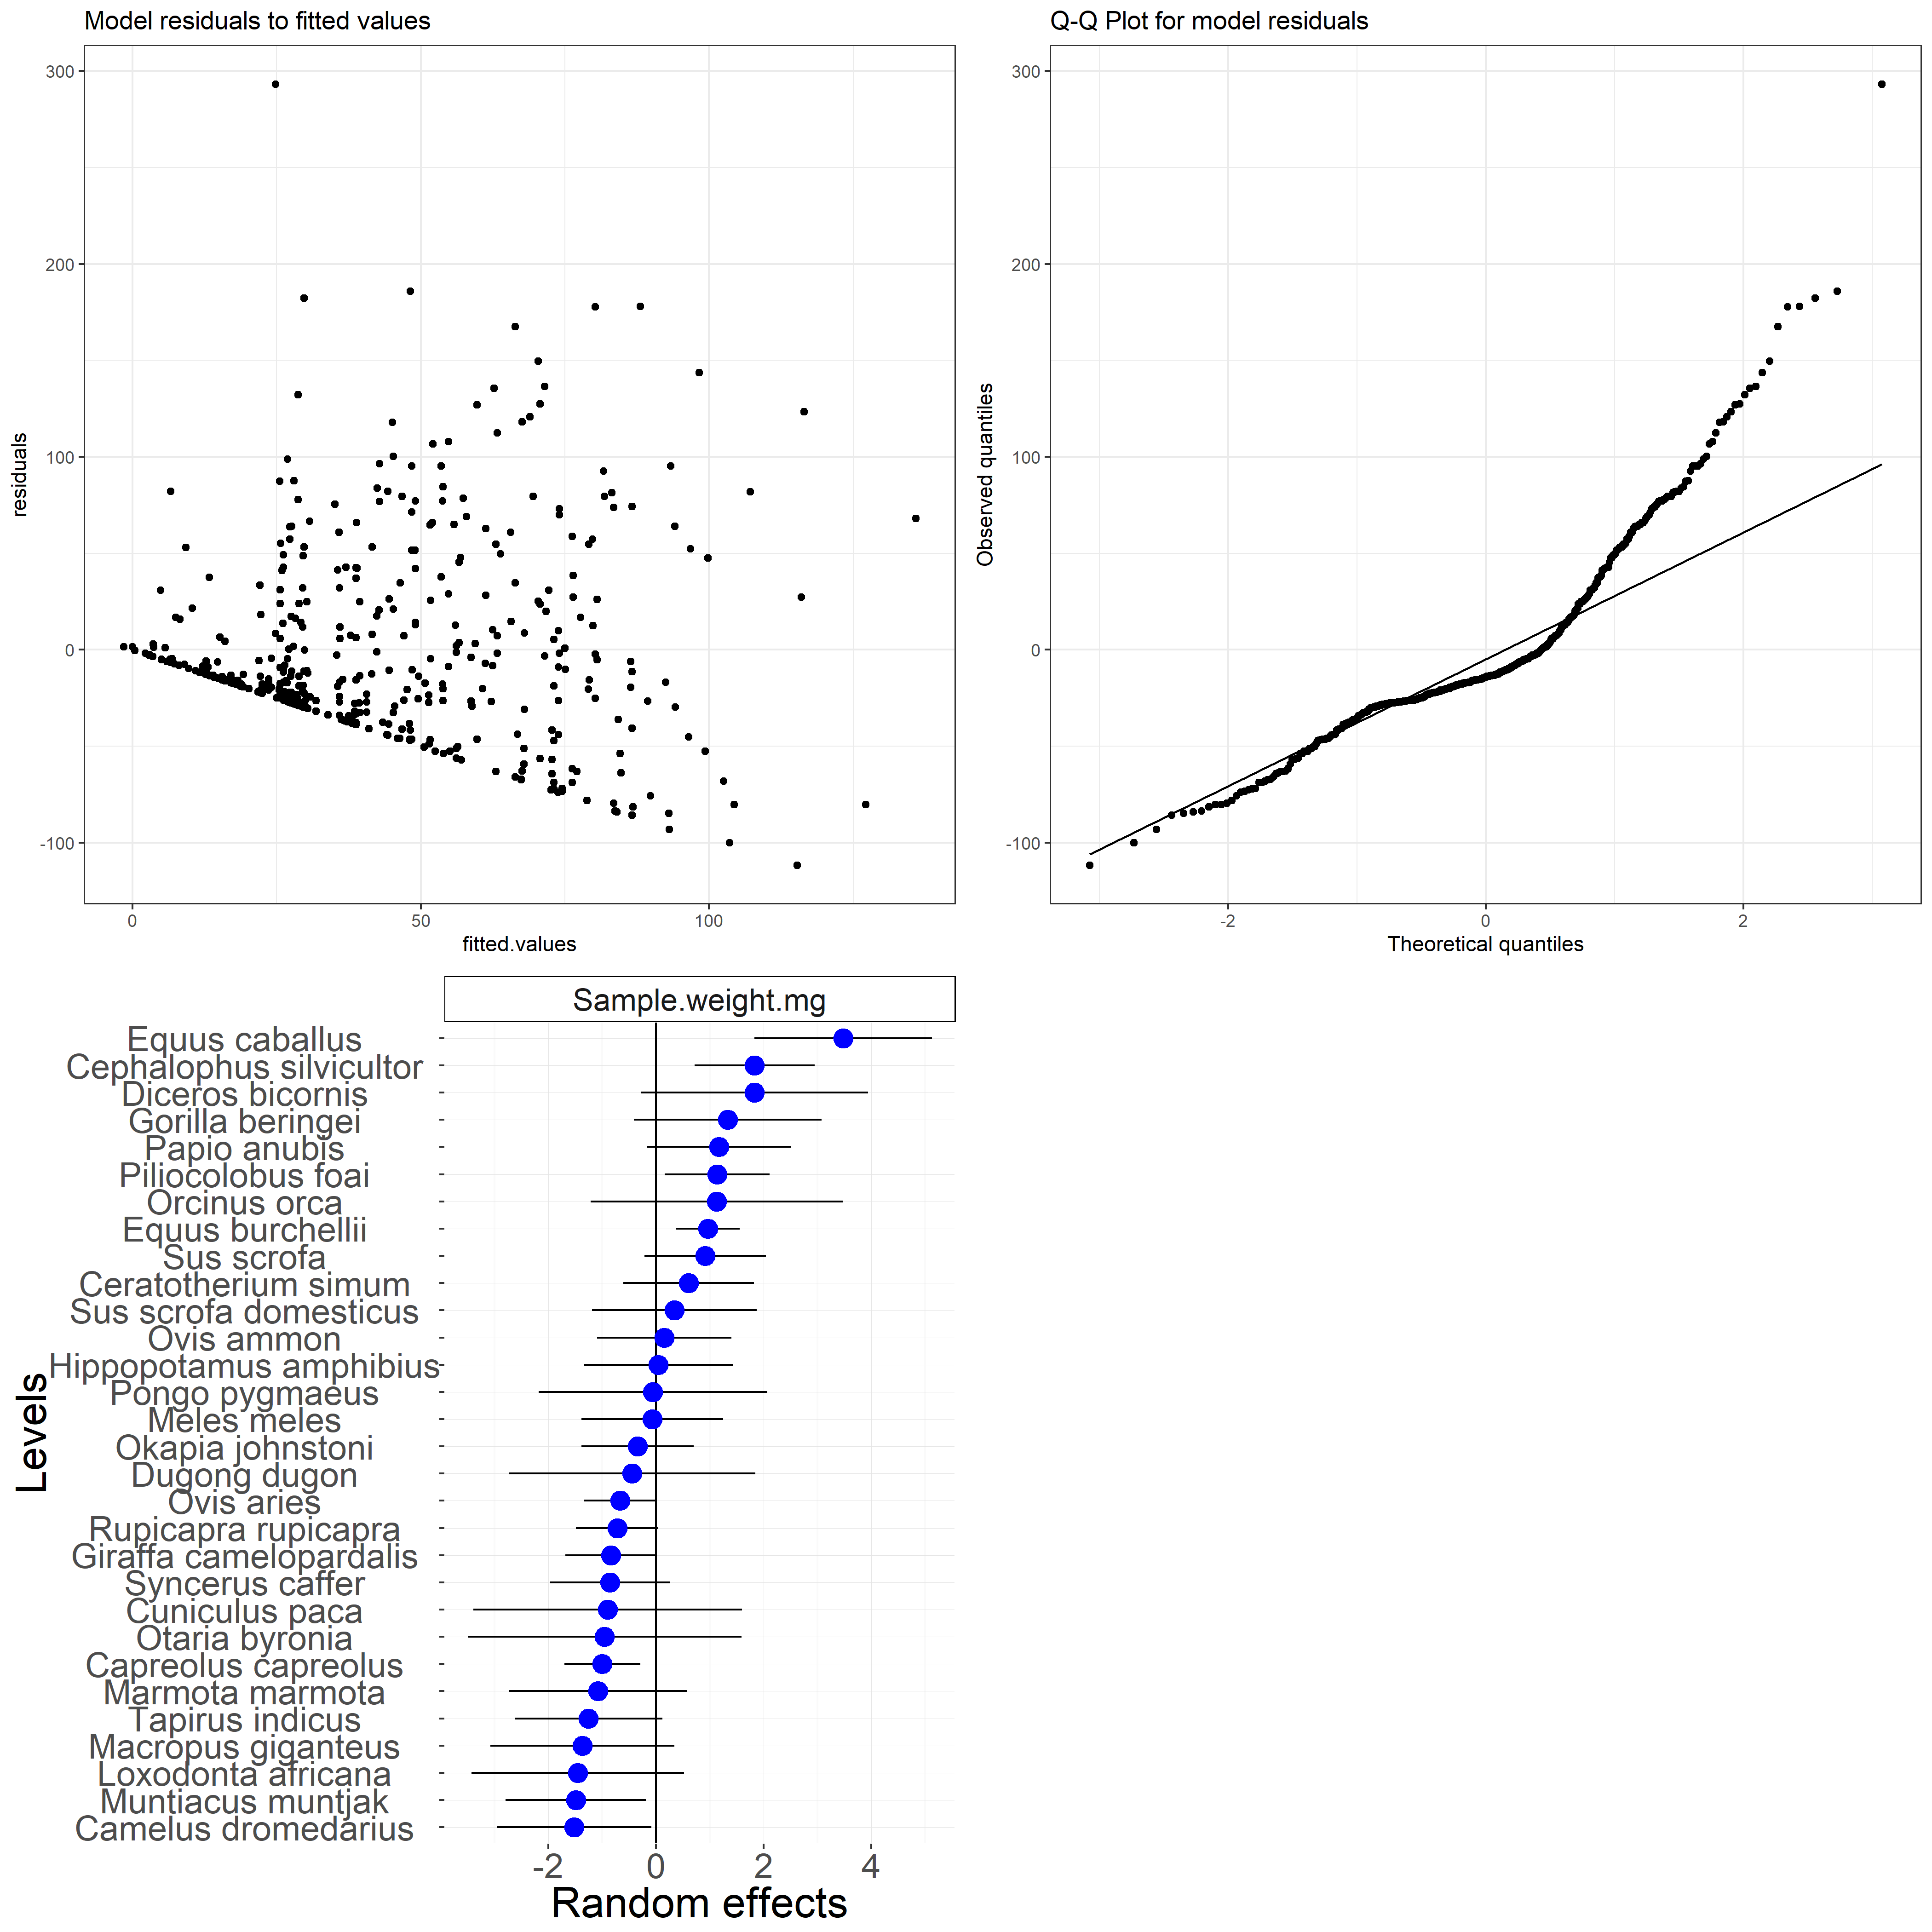 Model residuals to fitted values
300
200
100
0
-100
residuals
0
50
100
fitted.values
Q-Q Plot for model residuals
300
200
100
0
-100
Observed quantiles
-2
0
2
Theoretical quantiles
Sample.weight.mg
Equus caballus
Cephalophus silvicultor
Diceros bicornis
Gorilla beringei
Papio anubis
Piliocolobus foai
Orcinus orca
Equus burchellii
Sus scrofa
Ceratotherium simum
Sus scrofa domesticus
Ovis ammon
Hippopotamus amphibius
Pongo pygmaeus
Meles meles
Okapia johnstoni
Dugong dugon
Ovis aries
Rupicapra rupicapra
Giraffa camelopardalis
Syncerus caffer
Cuniculus paca
Otaria byronia
Capreolus capreolus
Marmota marmota
Tapirus indicus
Macropus giganteus
Loxodonta africana
Muntiacus muntjak
Camelus dromedarius
Levels
-2
0
2
4
Random effects